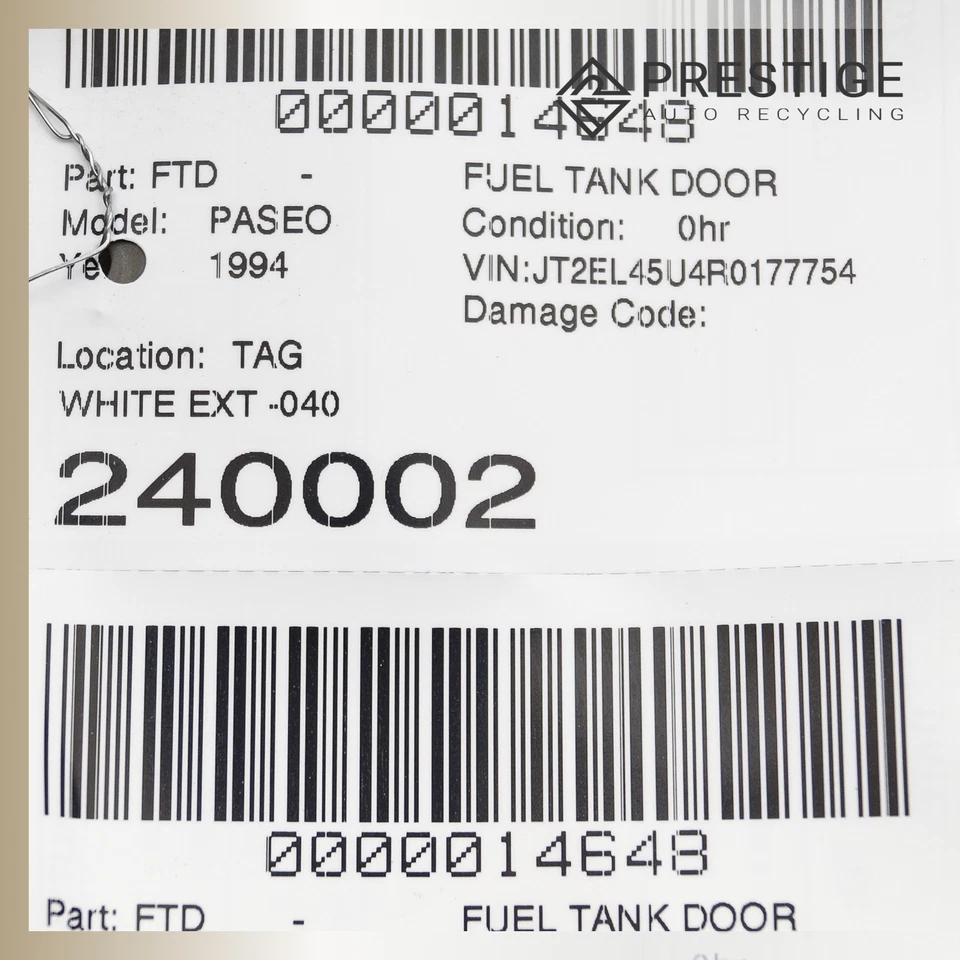 PRESTIGE
AUTO RECYCLING
0000014648
Part: FTD - FUEL TANK DOOR
Model: PASEO Condition: 0hr
1994 VIN:JT2EL45U4R0177754
Damage Code:
Location: TAG
WHITE EXT -040
240002
0000014648
Part: FTD - FUEL TANK DOOR